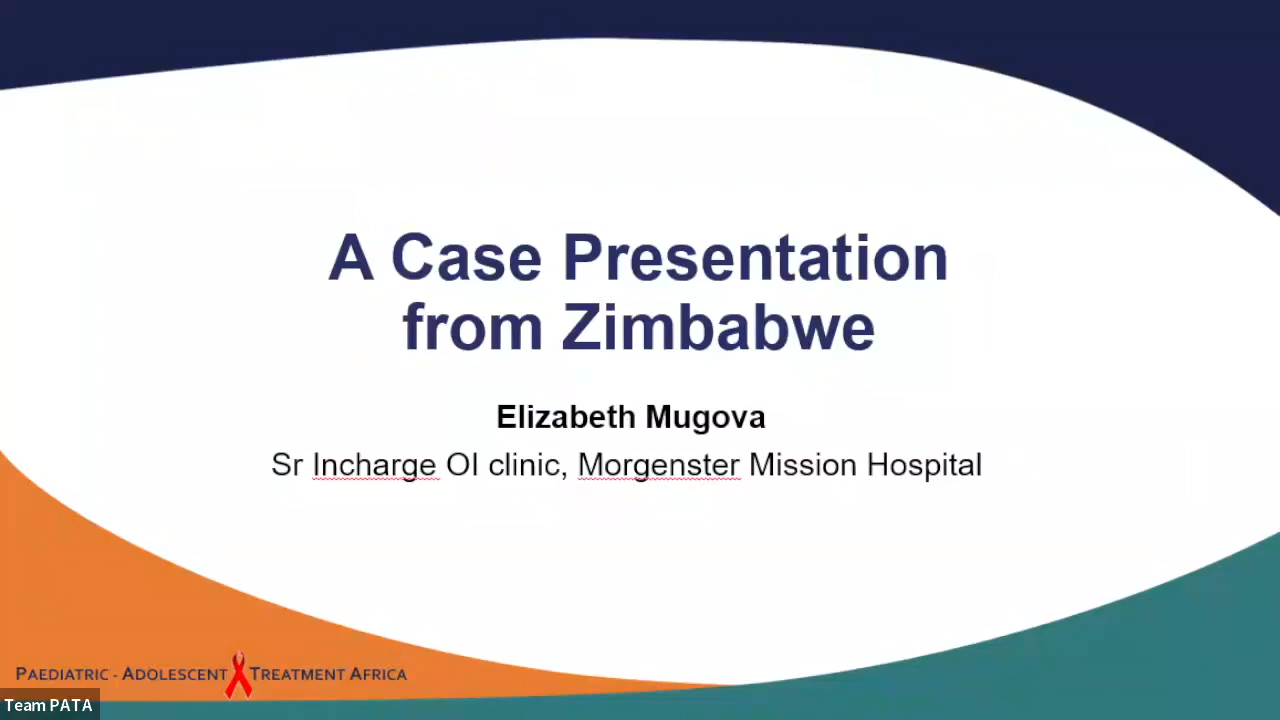 A Case Presentation
from Zimbabwe
Elizabeth Mugova
Sr Incharge OI clinic, Morgenster Mission Hospital
PAEDIATRIC - ADOLESCENT TREATMENT AFRICA
Team PATA